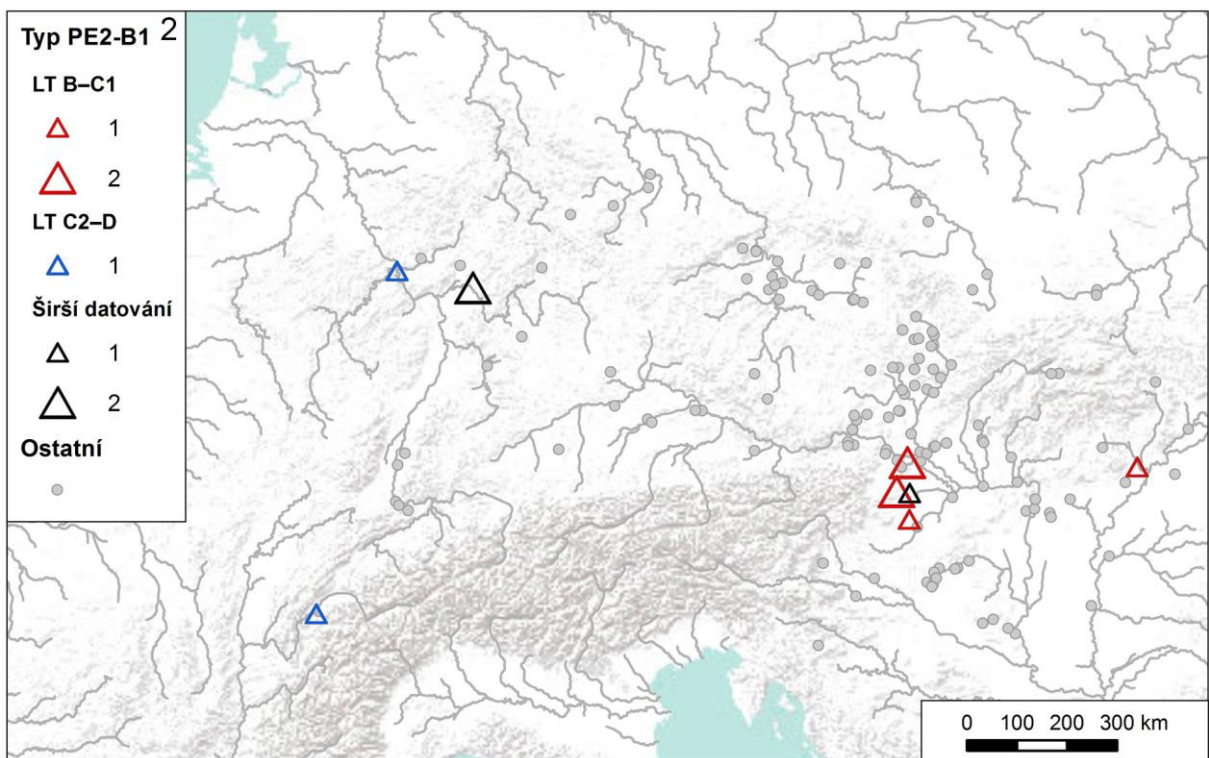 Typ PE2-B1 2
LT B–C1
1
2
LT C2–D
1
Širší datování
1
2
Ostatní
0 100 200 300 km